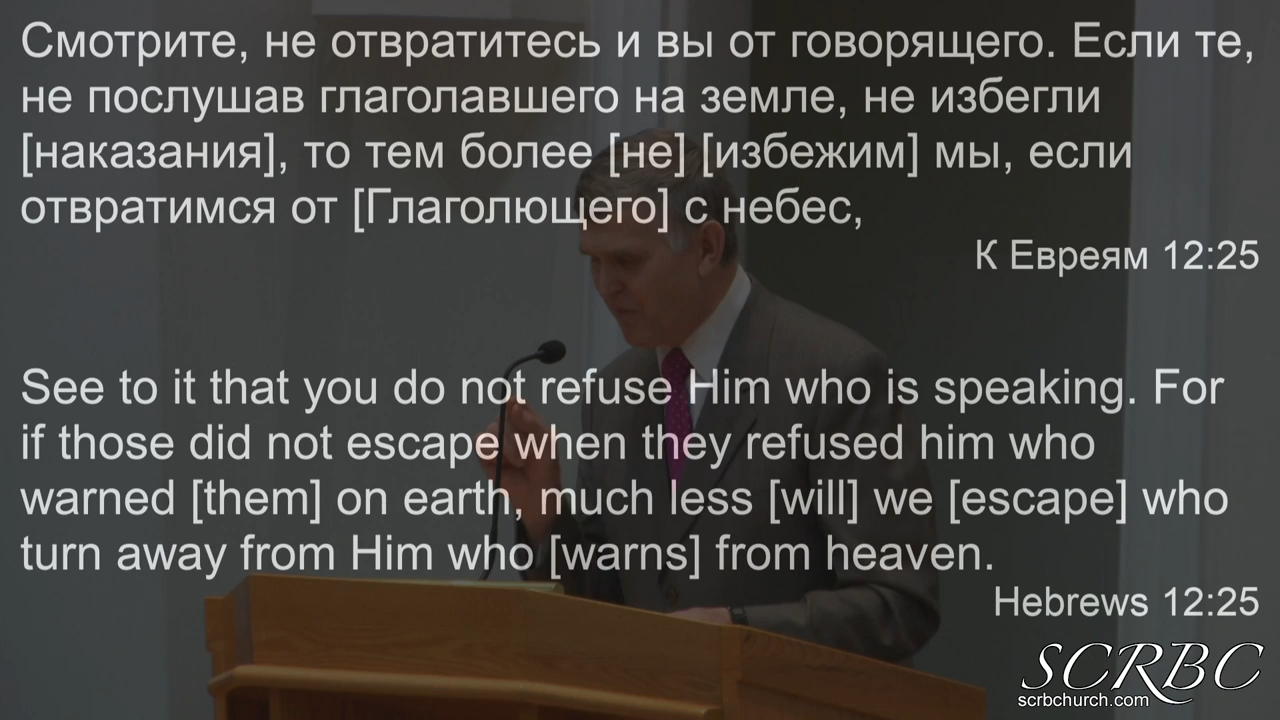 Смотрите, не отвратитесь и вы от говорящего. Если те,
не послушав глаголавшего на земле, не избегли
[наказания], то тем более [не] [избежим] мы, если
отвратимся от [Глаголющего] с небес,
К Евреям 12:25
See to it that you do not refuse Him who is speaking. For
if those did not escape when they refused him who
warned [them] on earth, much less [will] we [escape] who
turn away from Him who [warns] from heaven.
Hebrews 12:25
SCRBC
scrbchurch.com